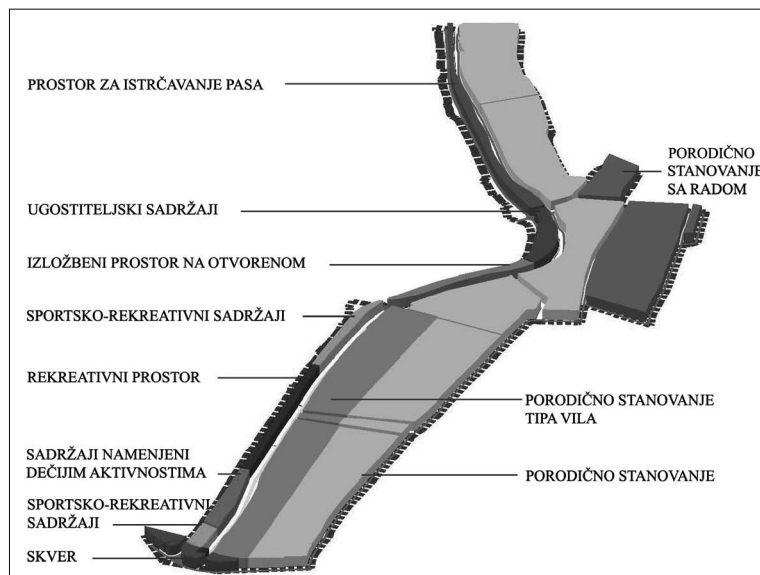 PROSTOR ZA ISTRČAVANJE PASA
PORODIČNO
STANOVANJE
SA RADOM
UGOSTITELJSKI SADRŽAJI
IZLOŽBENI PROSTOR NA OTVORENOM
SPORTSKO-REKREATIVNI SADRŽAJI
REKREATIVNI PROSTOR
PORODIČNO STANOVANJE
TIPA VILA
SADRŽAJI NAMENJENI
DEČIJIM AKTIVNOSTIMA
PORODIČNO STANOVANJE
SPORTSKO-REKREATIVNI
SADRŽAJI
SKVER